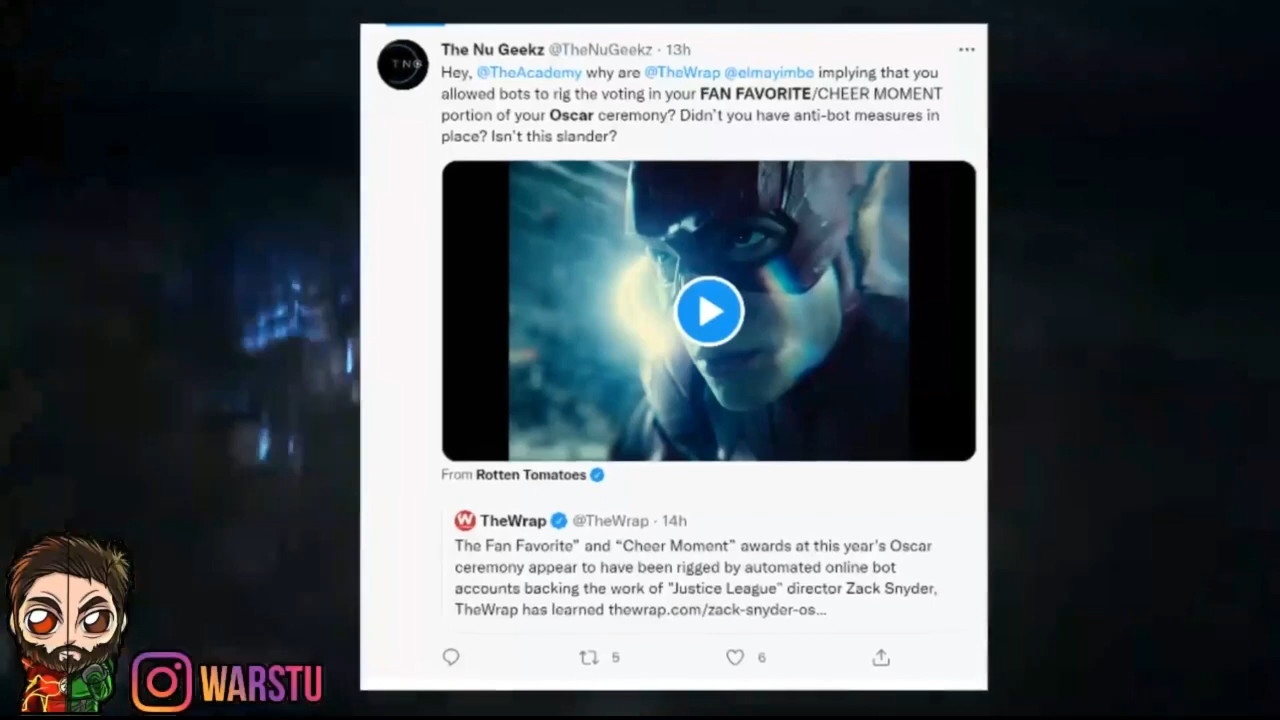 The Nu Geekz @TheNuGeekz · 13h
TNG
Hey, @TheAcademy why are @TheWrap @elmayimbe implying that you
allowed bots to rig the voting in your FAN FAVORITE/CHEER MOMENT
portion of your Oscar ceremony? Didn't you have anti-bot measures in
place? Isn't this slander?
From Rotten Tomatoes
TheWrap @TheWrap · 14h
The Fan Favorite" and “Cheer Moment” awards at this year's Oscar
ceremony appear to have been rigged by automated online bot
accounts backing the work of "Justice League" director Zack Snyder,
TheWrap has learned thewrap.com/zack-snyder-os...
5
6
WARSTU